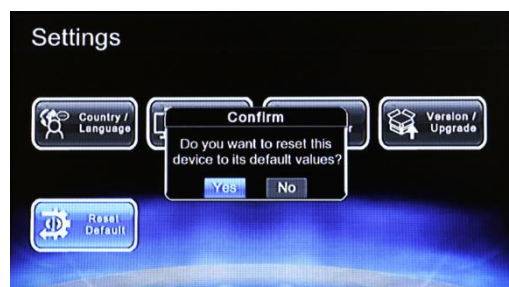 Settings
Country /
Language
Confirm
Do you want to reset this
device to its default values?
Yes
No
r
Version /
Upgrade
Reset
Default